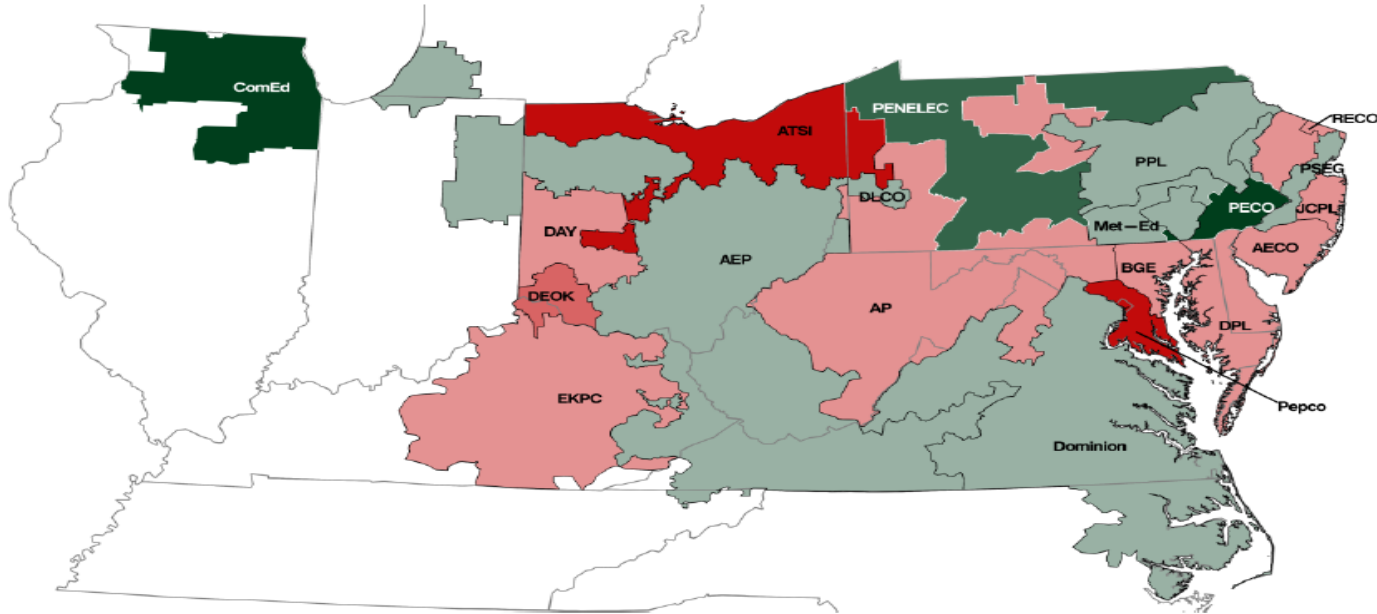 ComEd
PENELEC
RECO
ATSI
PPL
PSEG
DLCO
PECO
JCPL
Met—Ed
DAY
AECO
AEP
BGE
DEOK
AP
DPL
EKPC
Pepco
Dominion